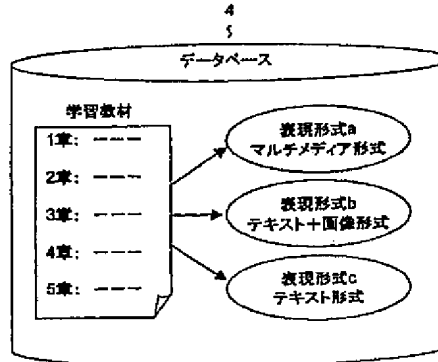 4
データベース
学習教材
1章: ----
2章: ----
3章: ----
4章: ----
5章: ----
表現形式a
マルチメディア形式
表現形式b
テキスト+画像形式
表現形式c
テキスト形式